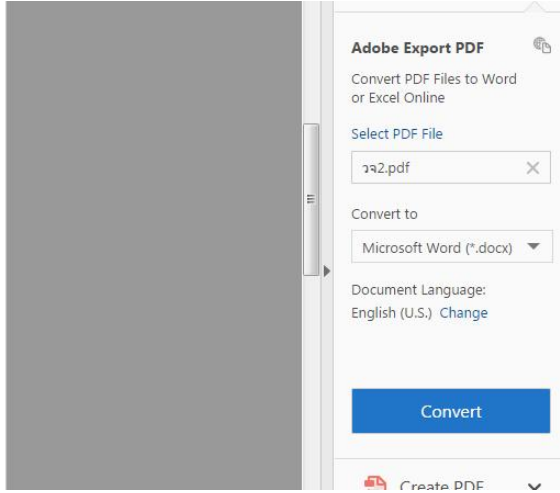 Adobe Export PDF
Convert PDF Files to Word
or Excel Online
Select PDF File
วจ2.pdf
Convert to
Microsoft Word (*.docx)
Document Language:
English (U.S.) Change
Convert
Create PDF